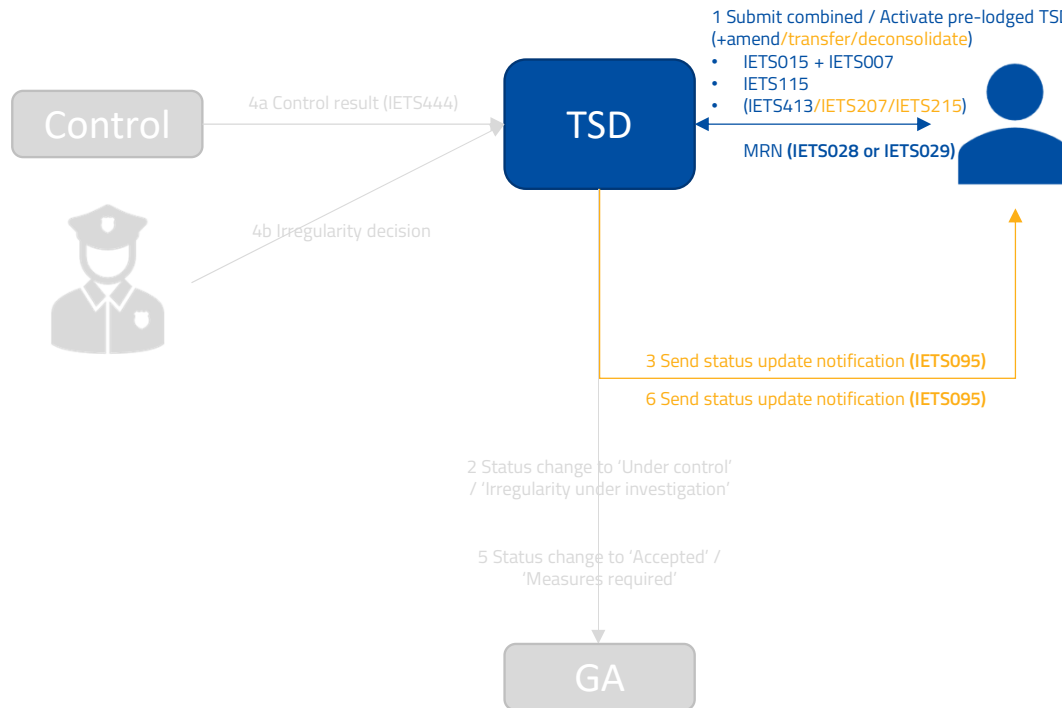 1 Submit combined / Activate pre-lodged TSD
(+amend/transfer/deconsolidate)
• IETS015 + IETS007
• IETS115
• (IETS413/IETS207/IETS215)
Control
4a Control result (IETS444)
TSD
MRN (IETS028 or IETS029)
4b Irregularity decision
3 Send status update notification (IETS095)
6 Send status update notification (IETS095)
2 Status change to ‘Under control’
/ ‘Irregularity under investigation’
5 Status change to ‘Accepted’ /
‘Measures required’
GA